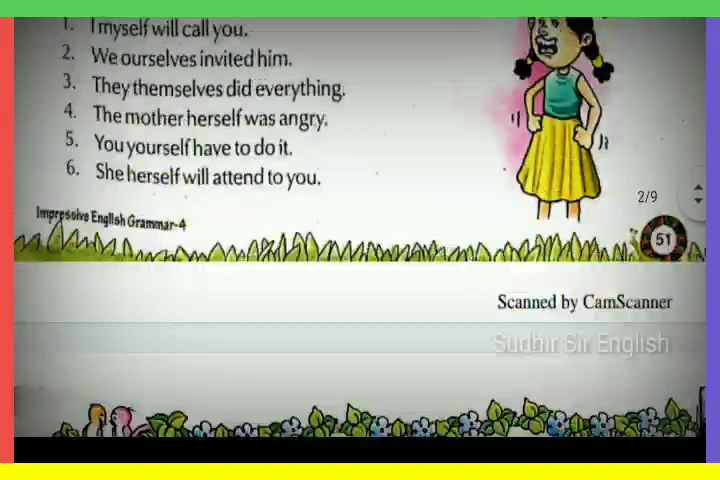 1. I myself will call you.
2. We ourselves invited him.
3. They themselves did everything.
4. The mother herself was angry.
5. You yourself have to do it.
6. She herself will attend to you.
2/9
Impressive English Grammar-4
51
Scanned by CamScanner
Sudhir Sir English